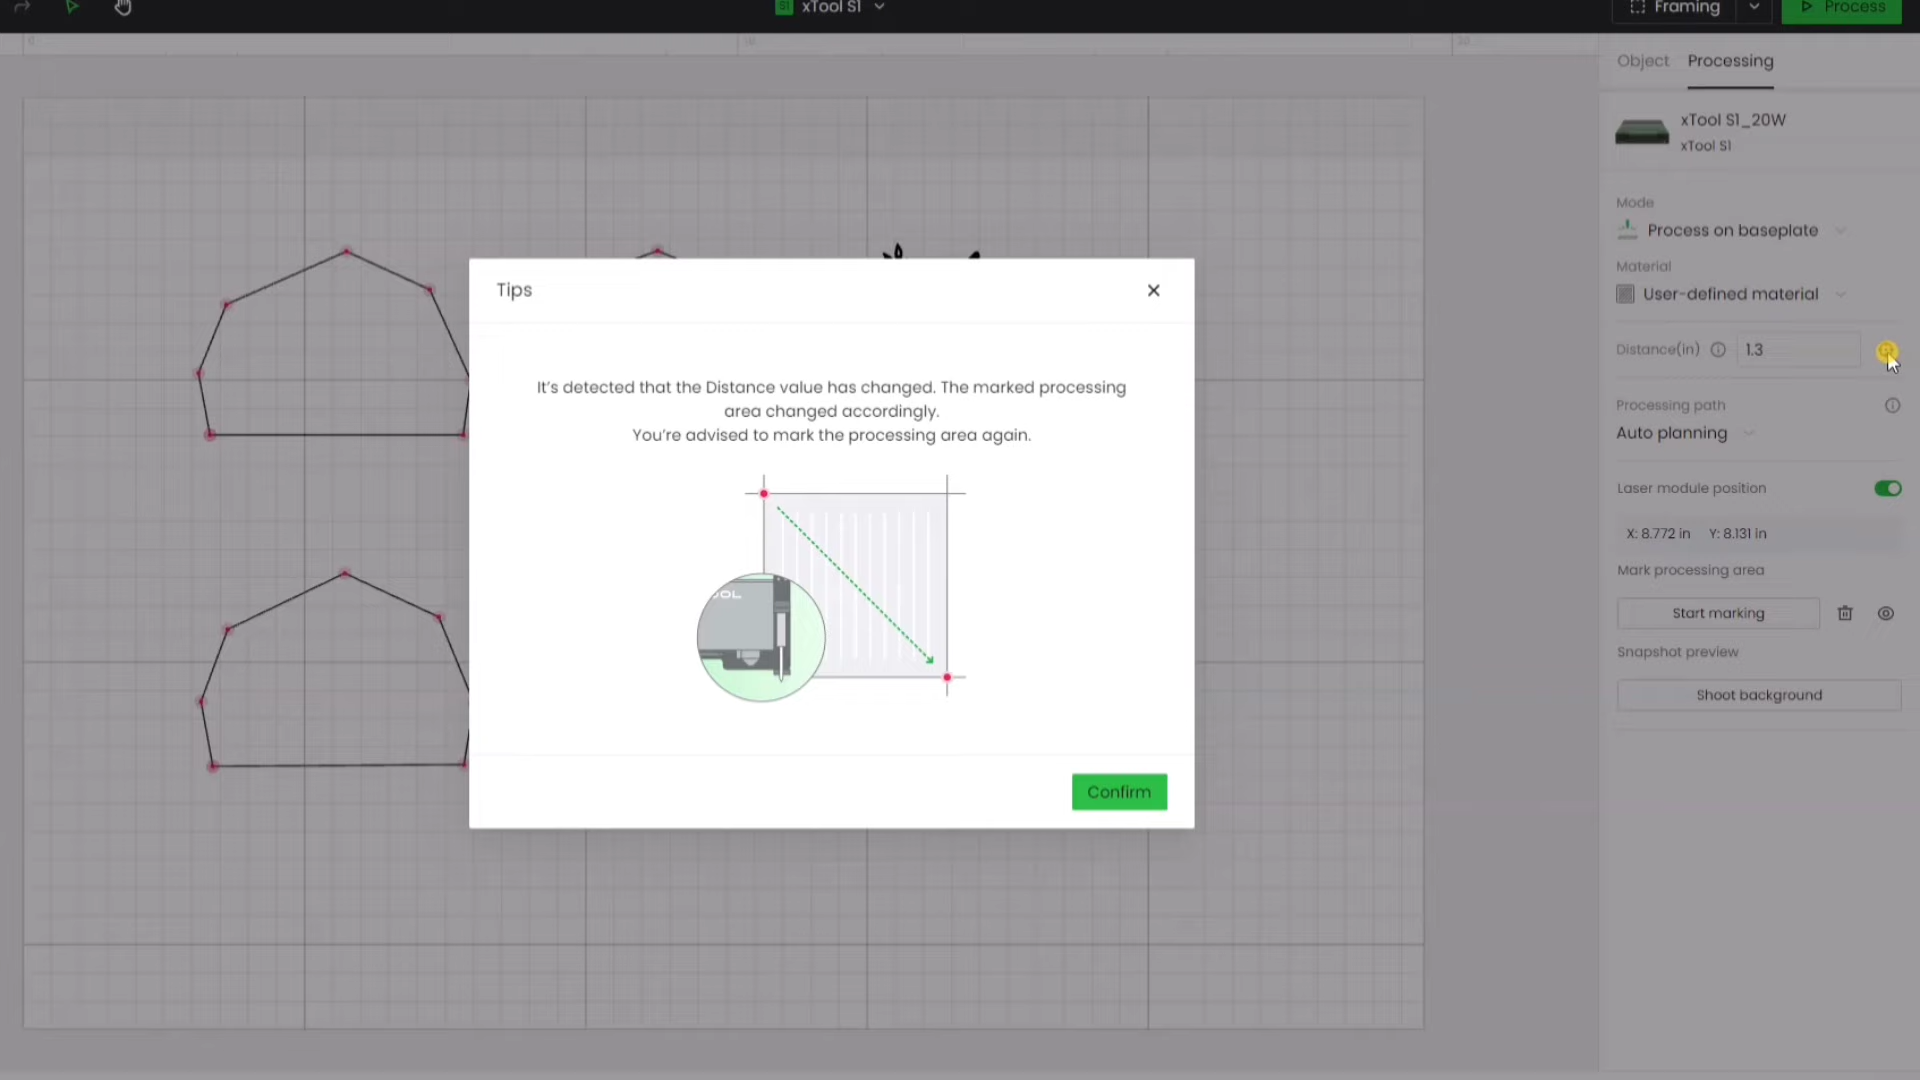 S1 xTool S1
Framing
Process
Object Processing
xTool S1_20W
xTool S1
Mode
Process on baseplate
Material
User-defined material
Distance(in) 1.3
Processing path
Auto planning
Laser module position
X: 8.772 in Y: 8.131 in
Mark processing area
Start marking
Snapshot preview
Shoot background
Tips
It's detected that the Distance value has changed. The marked processing
area changed accordingly.
You're advised to mark the processing area again.
OOL
Confirm